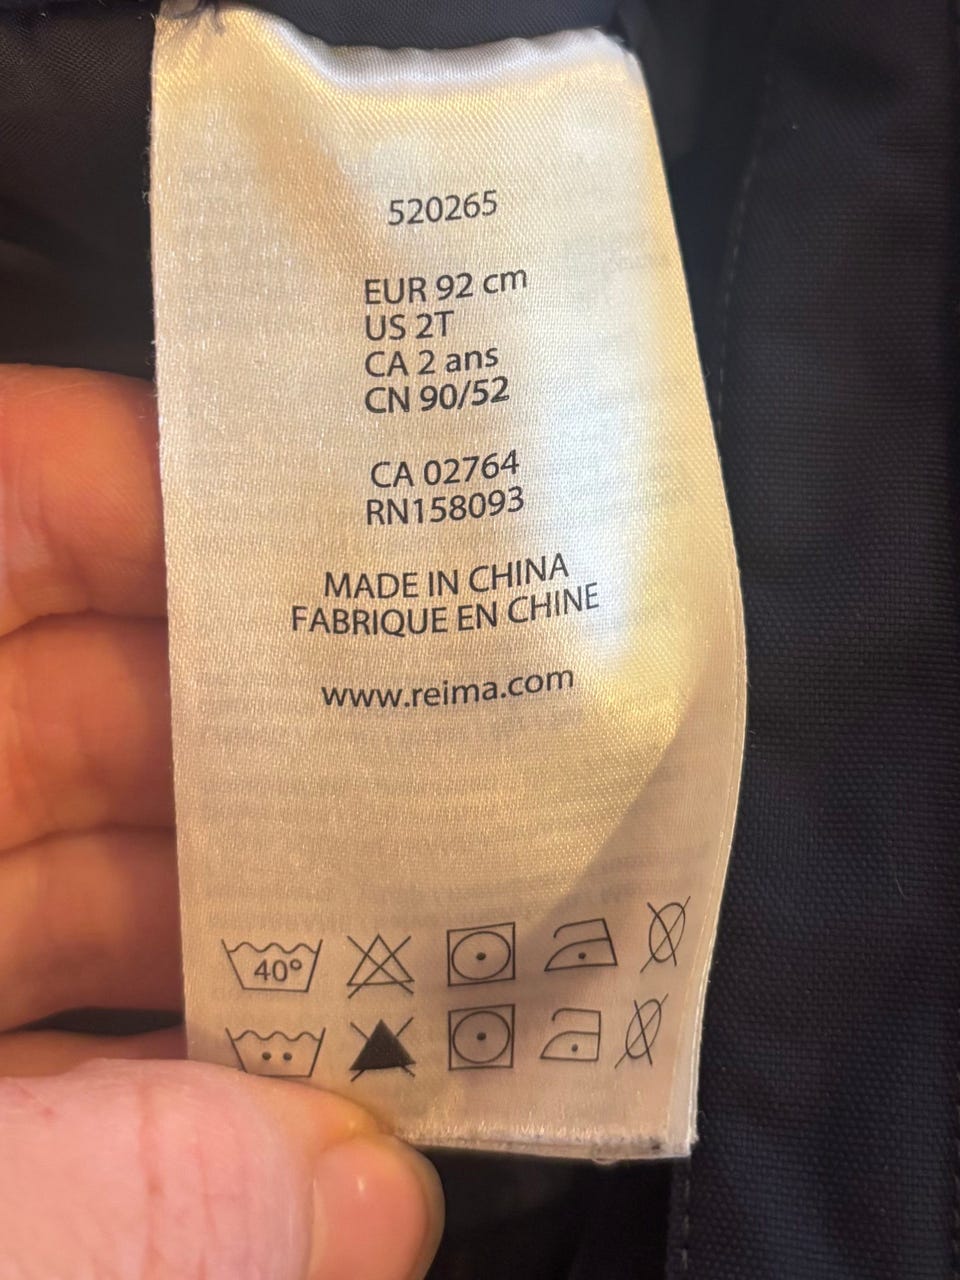 520265
EUR 92 cm
US 2T
CA 2 ans
CN 90/52
CA 02764
RN158093
MADE IN CHINA
FABRIQUE EN CHINE
www.reima.com
40°